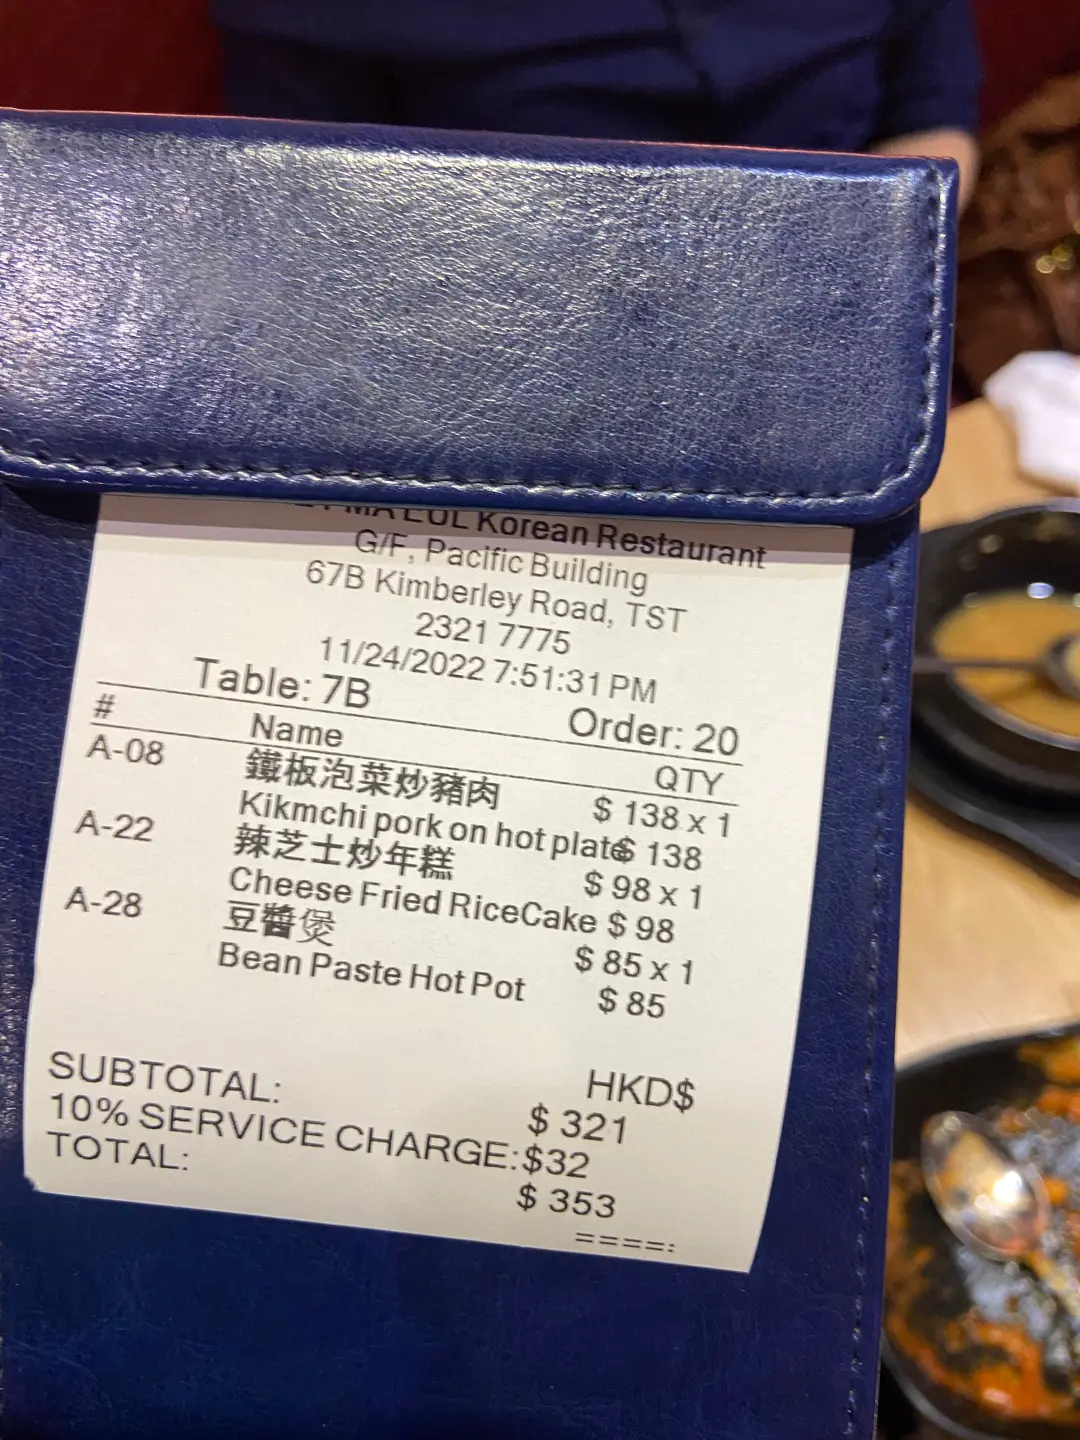 MA EUL Korean Restaurant
G/F, Pacific Building
67B Kimberley Road, TST
2321 7775
11/24/2022 7:51:31 PM
Table: 7B Order: 20
# Name QTY
A-08 鐵板泡菜炒豬肉 $ 138 x 1
Kikmchi pork on hot plate $ 138
A-22 辣芝士炒年糕 $ 98 x 1
Cheese Fried RiceCake $ 98
A-28 豆醬煲 $ 85 x 1
Bean Paste Hot Pot $ 85
HKD$
SUBTOTAL: $ 321
10% SERVICE CHARGE: $32
TOTAL: $ 353
====: